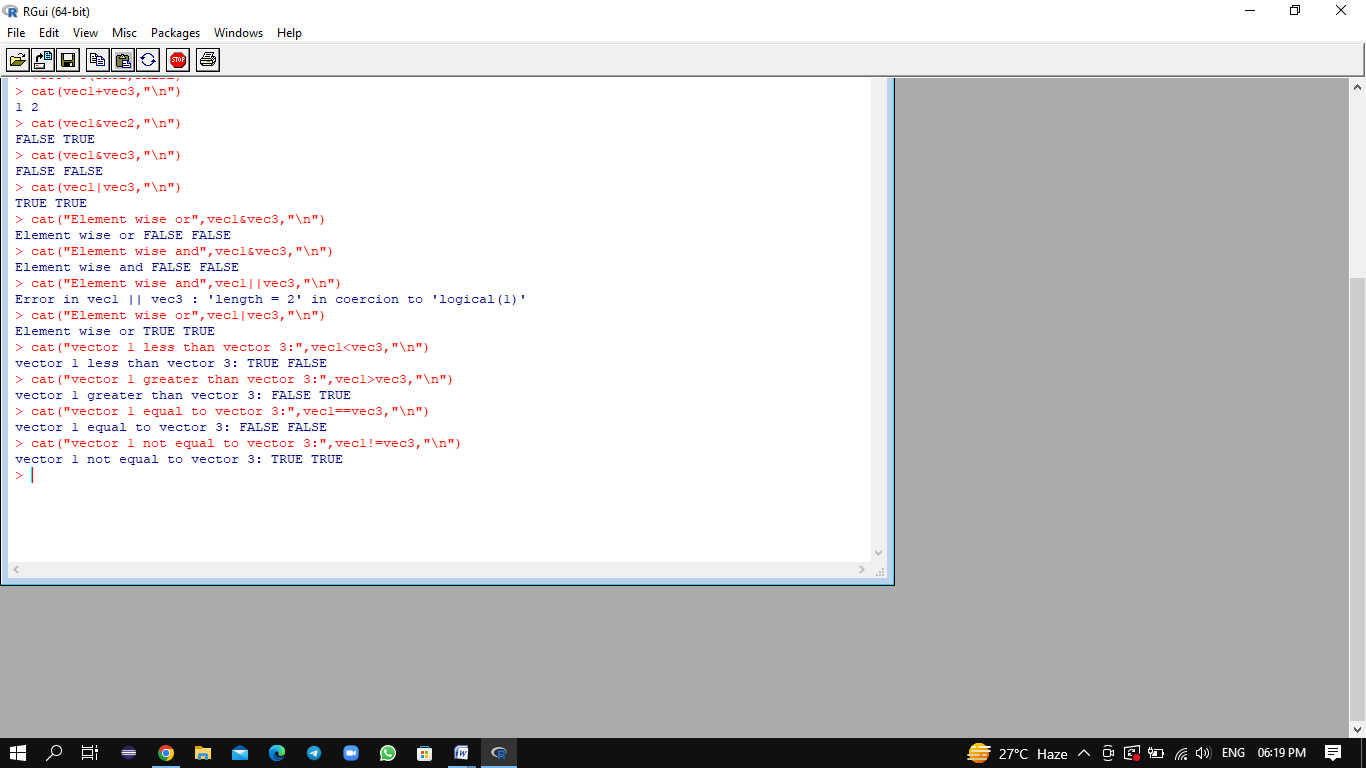 RGui (64-bit)
File Edit View Misc Packages Windows Help
STOP
> cat(vec1+vec3,"\n")
1 2
> cat(vec1&vec2,"\n")
FALSE TRUE
> cat(vec1&vec3,"\n")
FALSE FALSE
> cat(vec1|vec3,"\n")
TRUE TRUE
> cat("Element wise or",vec1&vec3,"\n")
Element wise or FALSE FALSE
> cat("Element wise and",vec1&vec3,"\n")
Element wise and FALSE FALSE
> cat("Element wise and",vec1||vec3,"\n")
Error in vec1 || vec3 : 'length = 2' in coercion to 'logical(1)'
> cat("Element wise or",vec1|vec3,"\n")
Element wise or TRUE TRUE
> cat("vector 1 less than vector 3:",vec1<vec3,"\n")
vector 1 less than vector 3: TRUE FALSE
> cat("vector 1 greater than vector 3:",vec1>vec3,"\n")
vector 1 greater than vector 3: FALSE TRUE
> cat("vector 1 equal to vector 3:",vec1==vec3,"\n")
vector 1 equal to vector 3: FALSE FALSE
> cat("vector 1 not equal to vector 3:",vec1!=vec3,"\n")
vector 1 not equal to vector 3: TRUE TRUE
>
27°C Haze ENG 06:19 PM